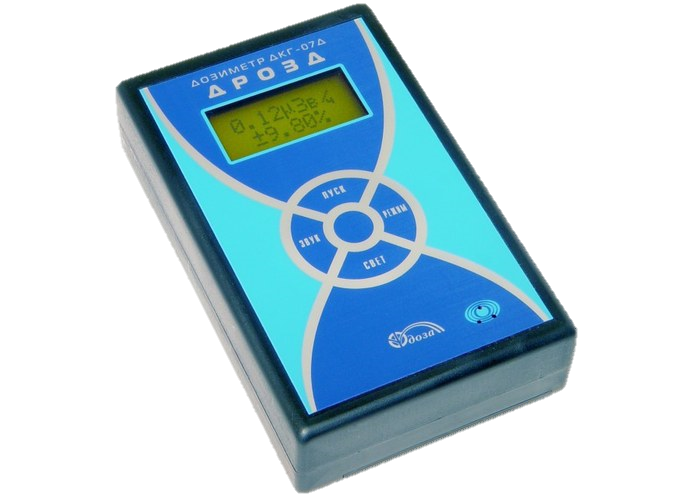 ДОЗИМЕТР ДКГ-07Д
ДРОЗД
0.12μЗв/ч
±9.80%
ПУСК
ЗВУК
РЕЖИМ
СВЕТ
доза